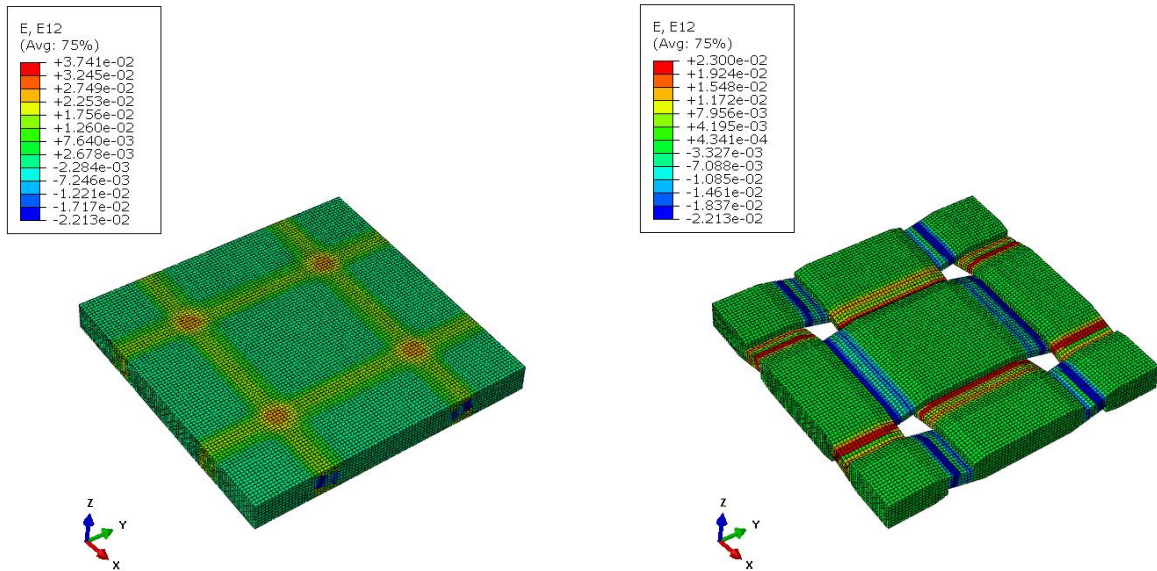 E, E12
(Avg: 75%)
+3.741e-02
+3.245e-02
+2.749e-02
+2.253e-02
+1.756e-02
+1.260e-02
+7.640e-03
+2.678e-03
-2.284e-03
-7.246e-03
-1.221e-02
-1.717e-02
-2.213e-02
Z
Y
X
E, E12
(Avg: 75%)
+2.300e-02
+1.924e-02
+1.548e-02
+1.172e-02
+7.956e-03
+4.195e-03
+4.341e-04
-3.327e-03
-7.088e-03
-1.085e-02
-1.461e-02
-1.837e-02
-2.213e-02
Z
Y
X